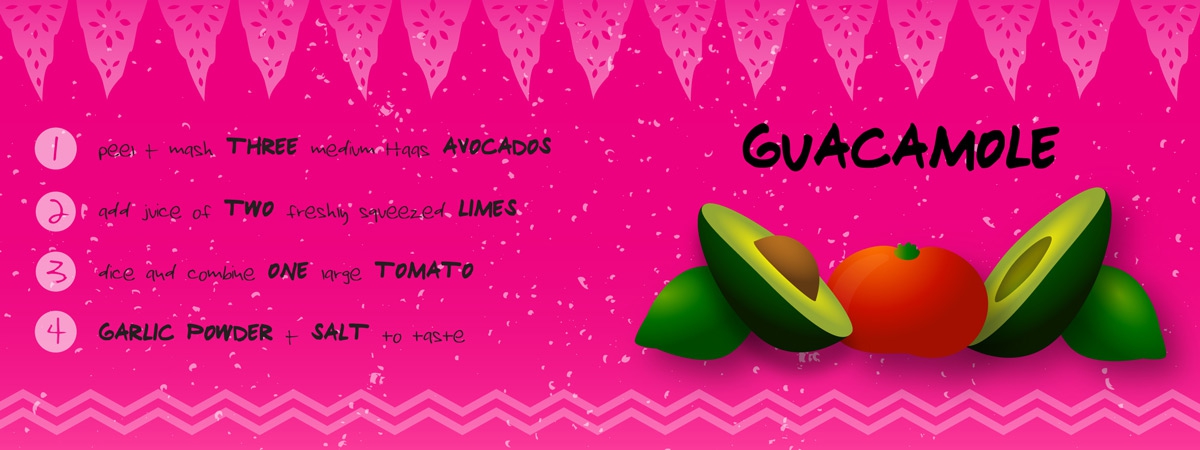 1 peel + mash THREE medium Haas AVOCADOS
2 add juice of TWO freshly squeezed LIMES
3 dice and combine ONE large TOMATO
4 GARLIC POWDER + SALT to taste
GUACAMOLE